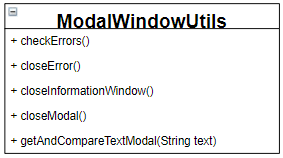 ModalWindowUtils
+ checkErrors()
+ closeError()
+ closeInformationWindow()
+ closeModal()
+ getAndCompareTextModal(String text)